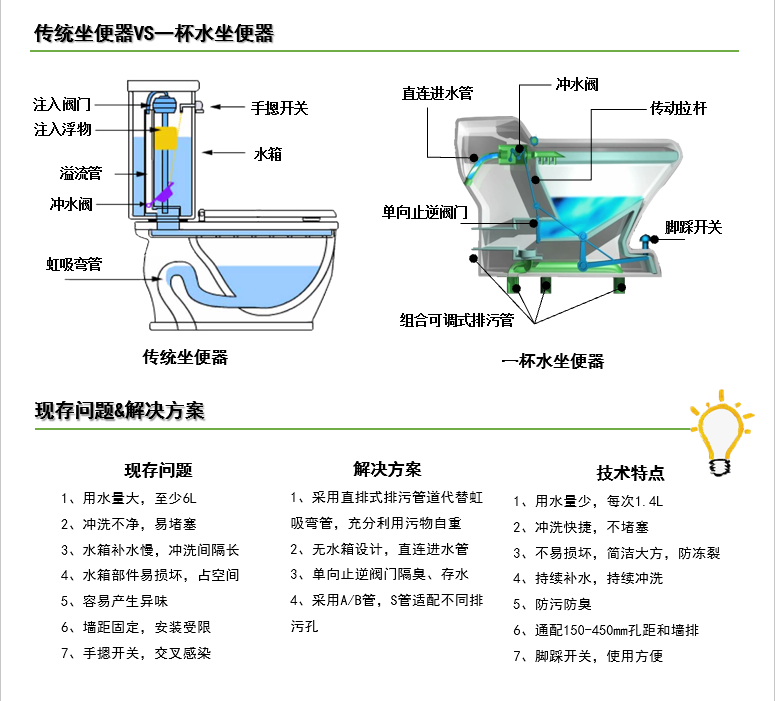 传统坐便器VS一杯水坐便器
注入阀门
注入浮物
溢流管
冲水阀
虹吸弯管
手摁开关
水箱
传统坐便器
直连进水管
冲水阀
传动拉杆
单向止逆阀门
脚踩开关
组合可调式排污管
一杯水坐便器
现存问题&解决方案
现存问题
1、用水量大，至少6L
2、冲洗不净，易堵塞
3、水箱补水慢，冲洗间隔长
4、水箱部件易损坏，占空间
5、容易产生异味
6、墙距固定，安装受限
7、手摁开关，交叉感染
解决方案
1、采用直排式排污管道代替虹
吸弯管，充分利用污物自重
2、无水箱设计，直连进水管
3、单向止逆阀门隔臭、存水
4、采用A/B管，S管适配不同排
污孔
技术特点
1、用水量少，每次1.4L
2、冲洗快捷，不堵塞
3、不易损坏，简洁大方，防冻裂
4、持续补水，持续冲洗
5、防污防臭
6、通配150-450mm孔距和墙排
7、脚踩开关，使用方便